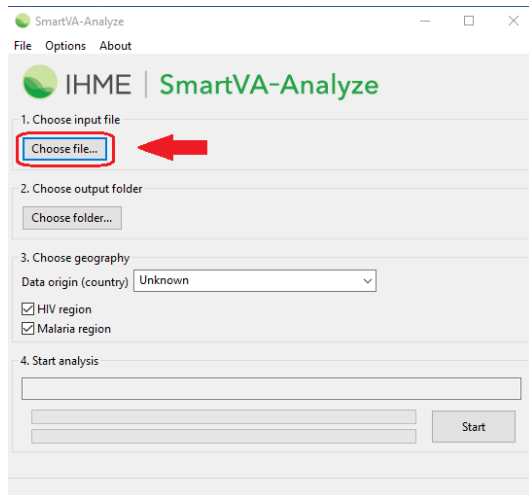 SmartVA-Analyze
File Options About
IHME | SmartVA-Analyze
1. Choose input file
Choose file...
2. Choose output folder
Choose folder...
3. Choose geography
Data origin (country) Unknown
HIV region
Malaria region
4. Start analysis
Start